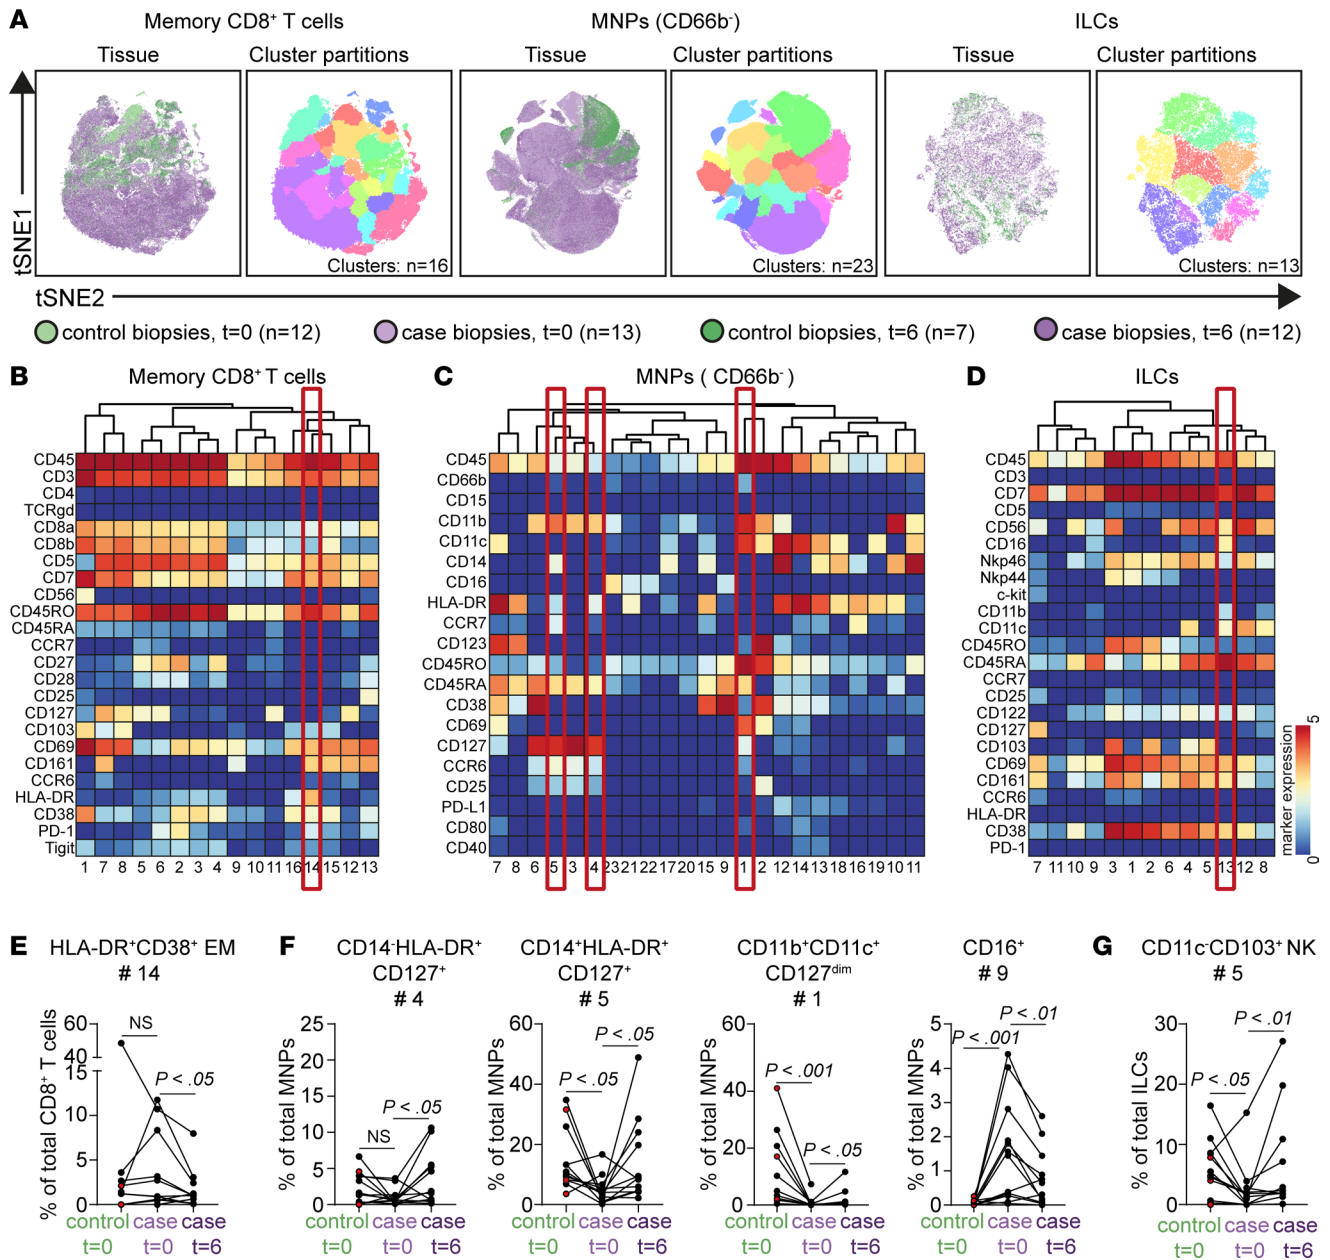 A
Memory CD8+ T cells
MNPs (CD66b-)
ILCs
Tissue
Cluster partitions
Tissue
Cluster partitions
Tissue
Cluster partitions
Clusters: n=16
Clusters: n=23
Clusters: n=13
tSNE1
tSNE2
control biopsies, t=0 (n=12)
case biopsies, t=0 (n=13)
control biopsies, t=6 (n=7)
case biopsies, t=6 (n=12)
B
Memory CD8+ T cells
CD45
CD3
CD4
TCRgd
CD8a
CD8b
CD5
CD7
CD56
CD45RO
CD45RA
CCR7
CD27
CD28
CD25
CD127
CD103
CD69
CD161
CCR6
HLA-DR
CD38
PD-1
Tigit
1 7 8 5 6 2 3 4 9 10 11 16 14 15 12 13
C
MNPs ( CD66b-)
CD45
CD66b
CD15
CD11b
CD11c
CD14
CD16
HLA-DR
CCR7
CD123
CD45RO
CD45RA
CD38
CD69
CD127
CCR6
CD25
PD-L1
CD80
CD40
7 8 6 5 3 4 23 21 22 17 20 15 9 1 2 12 14 13 18 16 19 10 11
D
ILCs
CD45
CD3
CD7
CD5
CD56
CD16
Nkp46
Nkp44
c-kit
CD11b
CD11c
CD45RO
CD45RA
CCR7
CD25
CD122
CD127
CD103
CD69
CD161
CCR6
HLA-DR
CD38
PD-1
7 11 10 9 3 1 2 6 4 5 13 12 8
marker expression
5
0
E
HLA-DR+CD38+ EM
# 14
% of total CD8+ T cells
60
40
15
10
5
0
NS
P < .05
control case case
t=0 t=0 t=6
F
CD14-HLA-DR+
CD127+
# 4
% of total MNPs
25
20
15
10
5
0
NS
P < .05
control case case
t=0 t=0 t=6
CD14+HLA-DR+
CD127+
# 5
% of total MNPs
60
40
20
0
P < .05
P < .05
control case case
t=0 t=0 t=6
CD11b+CD11c+
CD127dim
# 1
% of total MNPs
60
40
20
0
P < .001
P < .05
control case case
t=0 t=0 t=6
CD16+
# 9
% of total MNPs
5
4
3
2
1
0
P < .001
P < .01
control case case
t=0 t=0 t=6
G
CD11c-CD103+ NK
# 5
% of total ILCs
30
20
10
0
P < .05
P < .01
control case case
t=0 t=0 t=6